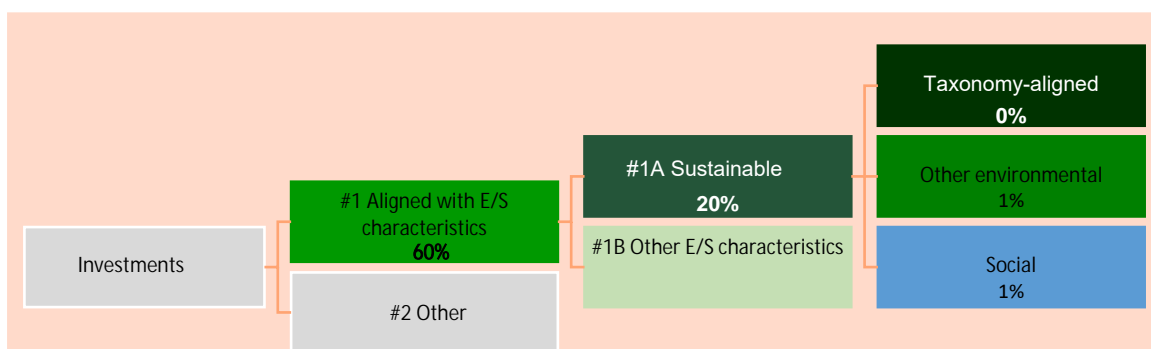 Investments
#1 Aligned with E/S
characteristics
60%
#2 Other
#1A Sustainable
20%
#1B Other E/S characteristics
Taxonomy-aligned
0%
Other environmental
1%
Social
1%